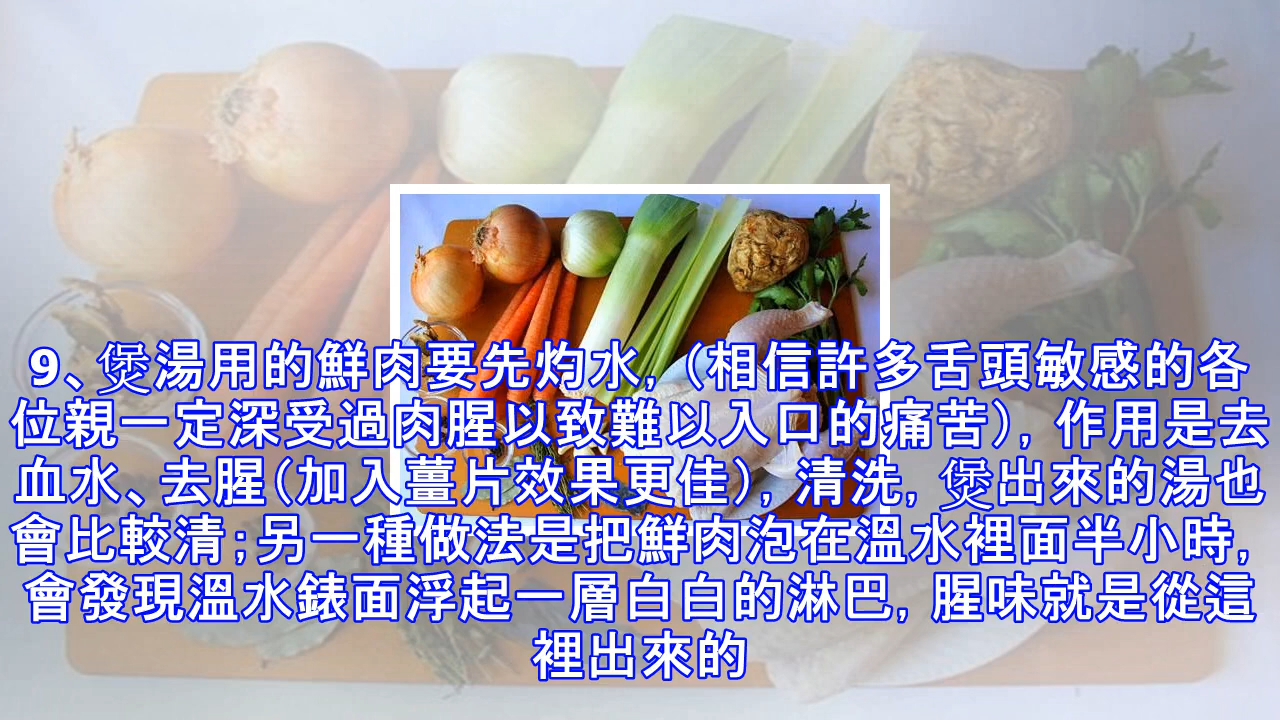 9、煲湯用的鮮肉要先灼水,(相信許多舌頭敏感的各
位親一定深受過肉腥以致難以入口的痛苦),作用是去
血水、去腥(加入薑片效果更佳),清洗,煲出來的湯也
會比較清;另一種做法是把鮮肉泡在溫水裡面半小時,
會發現溫水錶面浮起一層白白的淋巴,腥味就是從這
裡出來的